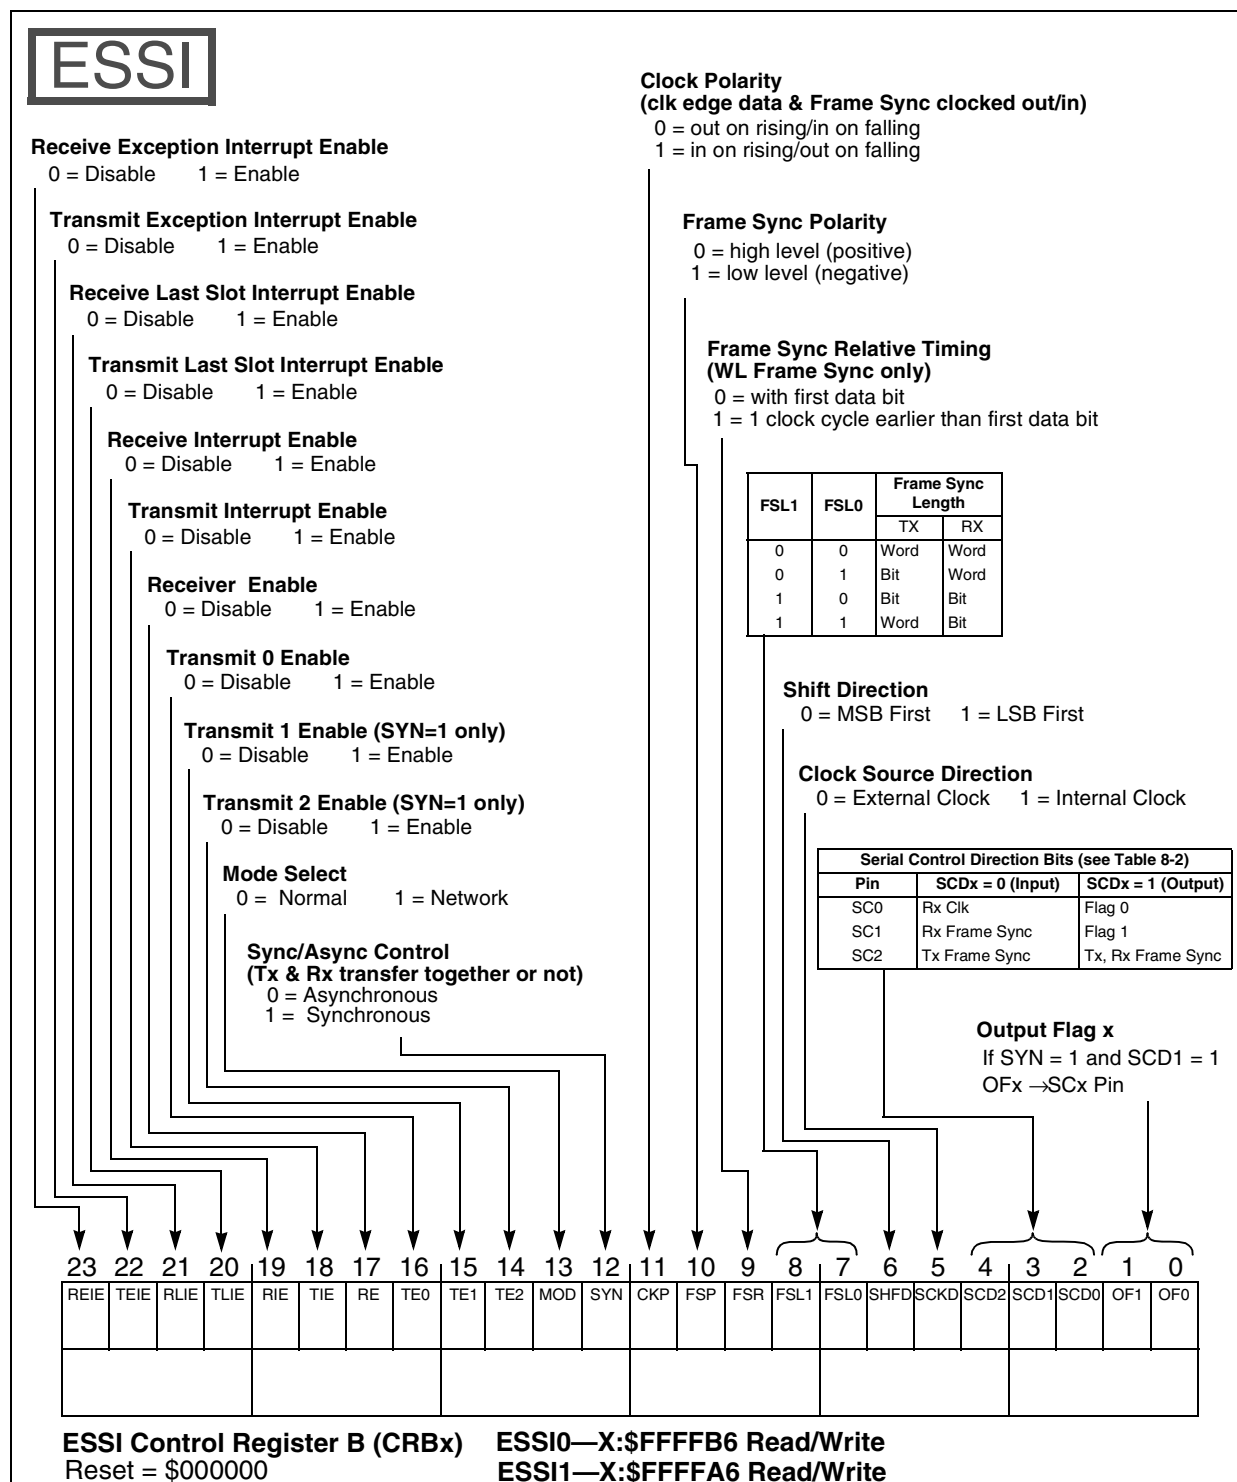 ESSI
Receive Exception Interrupt Enable
0 = Disable 1 = Enable
Transmit Exception Interrupt Enable
0 = Disable 1 = Enable
Receive Last Slot Interrupt Enable
0 = Disable 1 = Enable
Transmit Last Slot Interrupt Enable
0 = Disable 1 = Enable
Receive Interrupt Enable
0 = Disable 1 = Enable
Transmit Interrupt Enable
0 = Disable 1 = Enable
Receiver Enable
0 = Disable 1 = Enable
Transmit 0 Enable
0 = Disable 1 = Enable
Transmit 1 Enable (SYN=1 only)
0 = Disable 1 = Enable
Transmit 2 Enable (SYN=1 only)
0 = Disable 1 = Enable
Mode Select
0 = Normal 1 = Network
Sync/Async Control
(Tx & Rx transfer together or not)
0 = Asynchronous
1 = Synchronous
Clock Polarity
(clk edge data & Frame Sync clocked out/in)
0 = out on rising/in on falling
1 = in on rising/out on falling
Frame Sync Polarity
0 = high level (positive)
1 = low level (negative)
Frame Sync Relative Timing
(WL Frame Sync only)
0 = with first data bit
1 = 1 clock cycle earlier than first data bit
FSL1 FSL0 Frame Sync Length
TX RX
0 0 Word Word
0 1 Bit Word
1 0 Bit Bit
1 1 Word Bit
Shift Direction
0 = MSB First 1 = LSB First
Clock Source Direction
0 = External Clock 1 = Internal Clock
Serial Control Direction Bits (see Table 8-2)
Pin SCDx = 0 (Input) SCDx = 1 (Output)
SC0 Rx Clk Flag 0
SC1 Rx Frame Sync Flag 1
SC2 Tx Frame Sync Tx, Rx Frame Sync
Output Flag x
If SYN = 1 and SCD1 = 1
OFx →SCx Pin
23 22 21 20 19 18 17 16 15 14 13 12 11 10 9 8 7 6 5 4 3 2 1 0
REIE TEIE RLIE TLIE RIE TIE RE TE0 TE1 TE2 MOD SYN CKP FSP FSR FSL1 FSL0 SHFD SCKD SCD2 SCD1 SCD0 OF1 OF0
ESSI Control Register B (CRBx) ESSI0—X:$FFFFB6 Read/Write
Reset = $000000 ESSI1—X:$FFFFA6 Read/Write